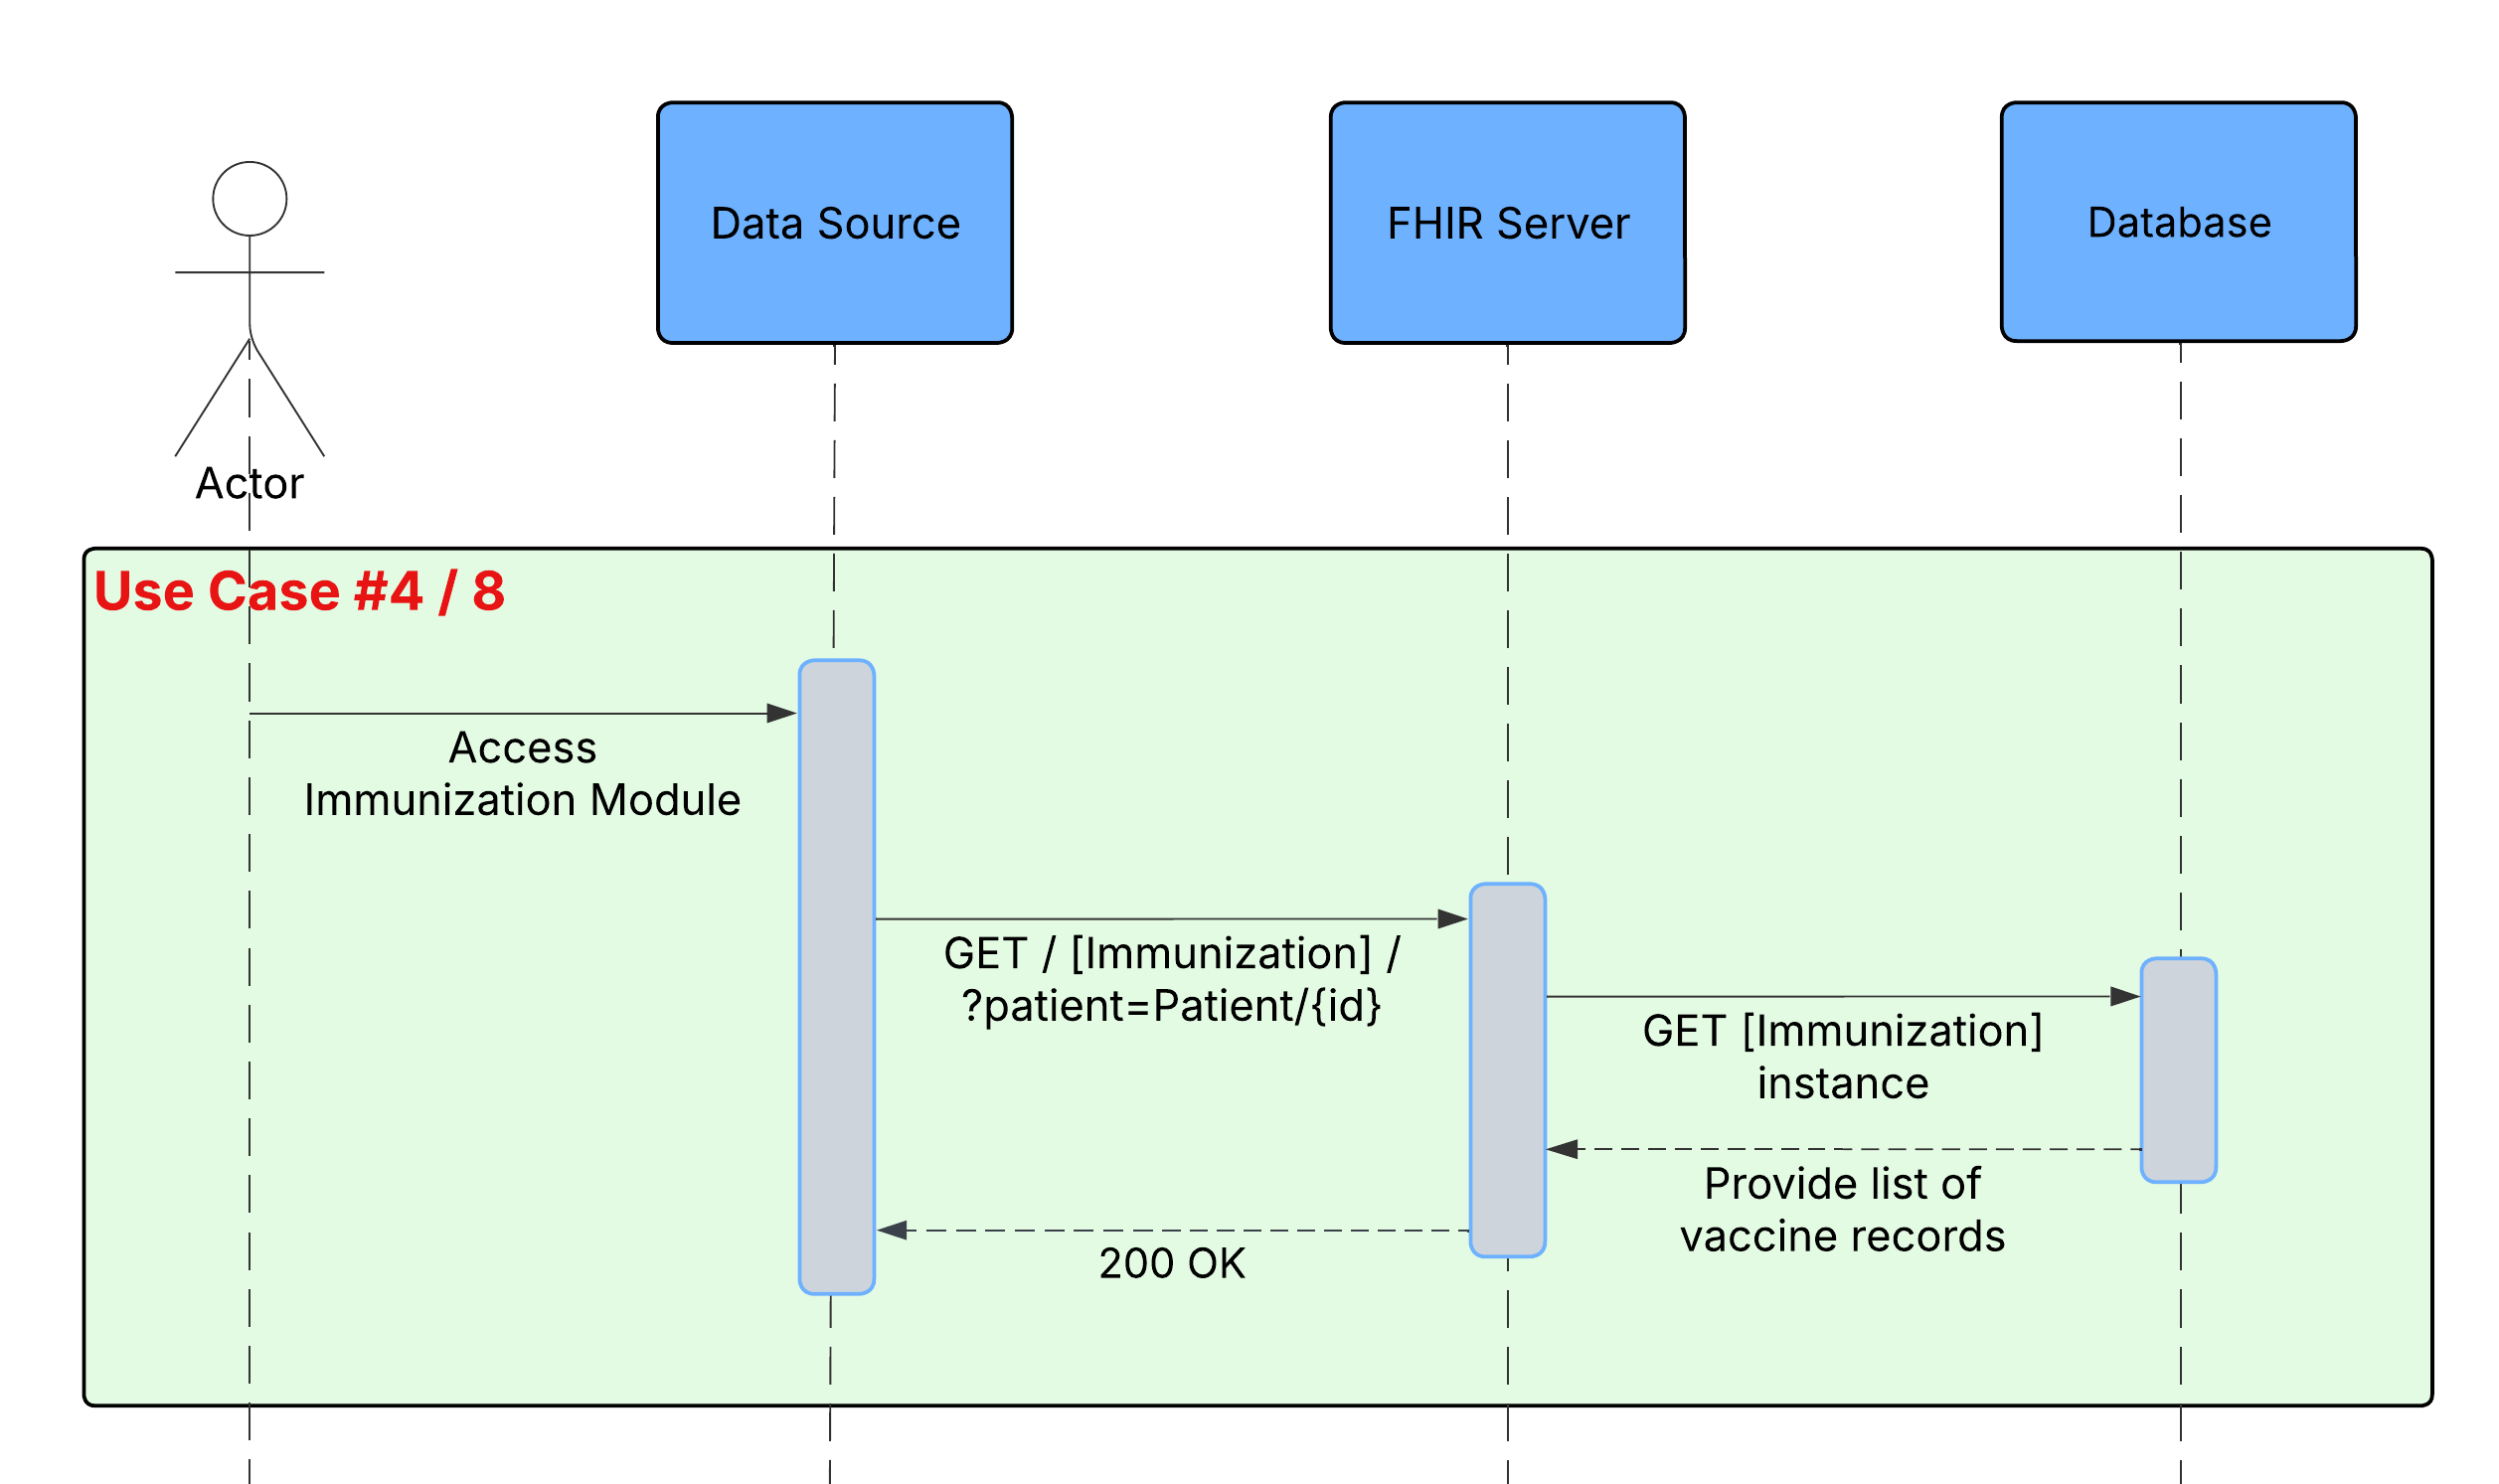 Data Source
FHIR Server
Database
Actor
Use Case #4 / 8
Access
Immunization Module
GET / [Immunization] /
?patient=Patient/{id}
GET [Immunization]
instance
Provide list of
vaccine records
200 OK